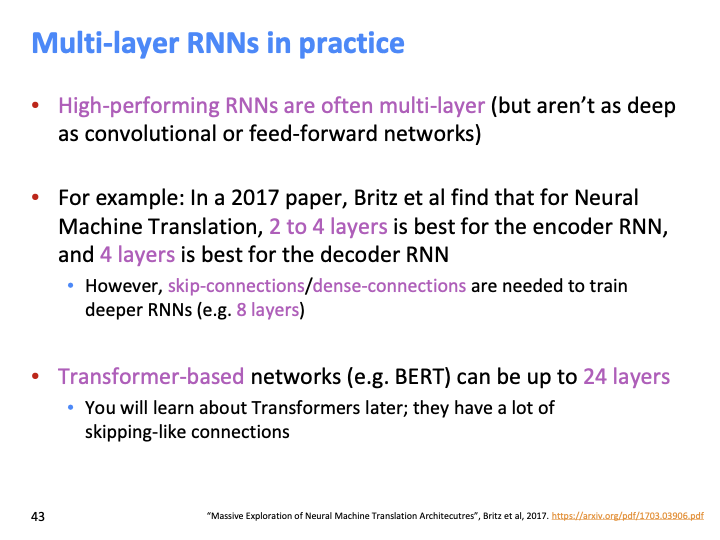 Multi-layer RNNs in practice
• High-performing RNNs are often multi-layer (but aren’t as deep
as convolutional or feed-forward networks)
• For example: In a 2017 paper, Britz et al find that for Neural
Machine Translation, 2 to 4 layers is best for the encoder RNN,
and 4 layers is best for the decoder RNN
• However, skip-connections/dense-connections are needed to train
deeper RNNs (e.g. 8 layers)
• Transformer-based networks (e.g. BERT) can be up to 24 layers
• You will learn about Transformers later; they have a lot of
skipping-like connections
43
“Massive Exploration of Neural Machine Translation Architecutres”, Britz et al, 2017. https://arxiv.org/pdf/1703.03906.pdf